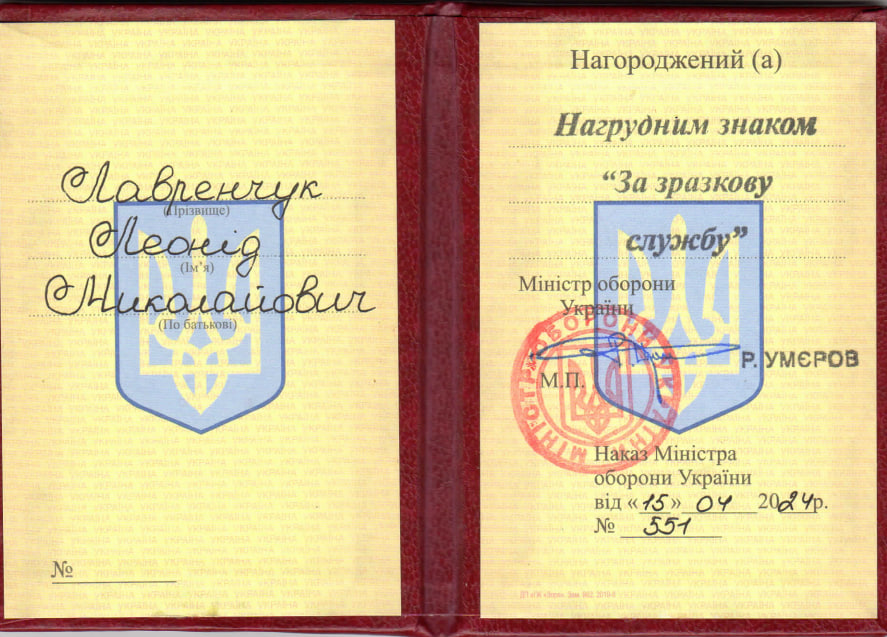 Лавренчук
(Прізвище)
Леонід
(Ім'я)
Миколайович
(По батькові)
№
Нагороджений (а)
Нагрудним знаком
“За зразкову
службу”
Міністр оборони
України
Р. УМЄРОВ
М.П.
Наказ Міністра
оборони України
від «15» 04 2024р.
№ 551